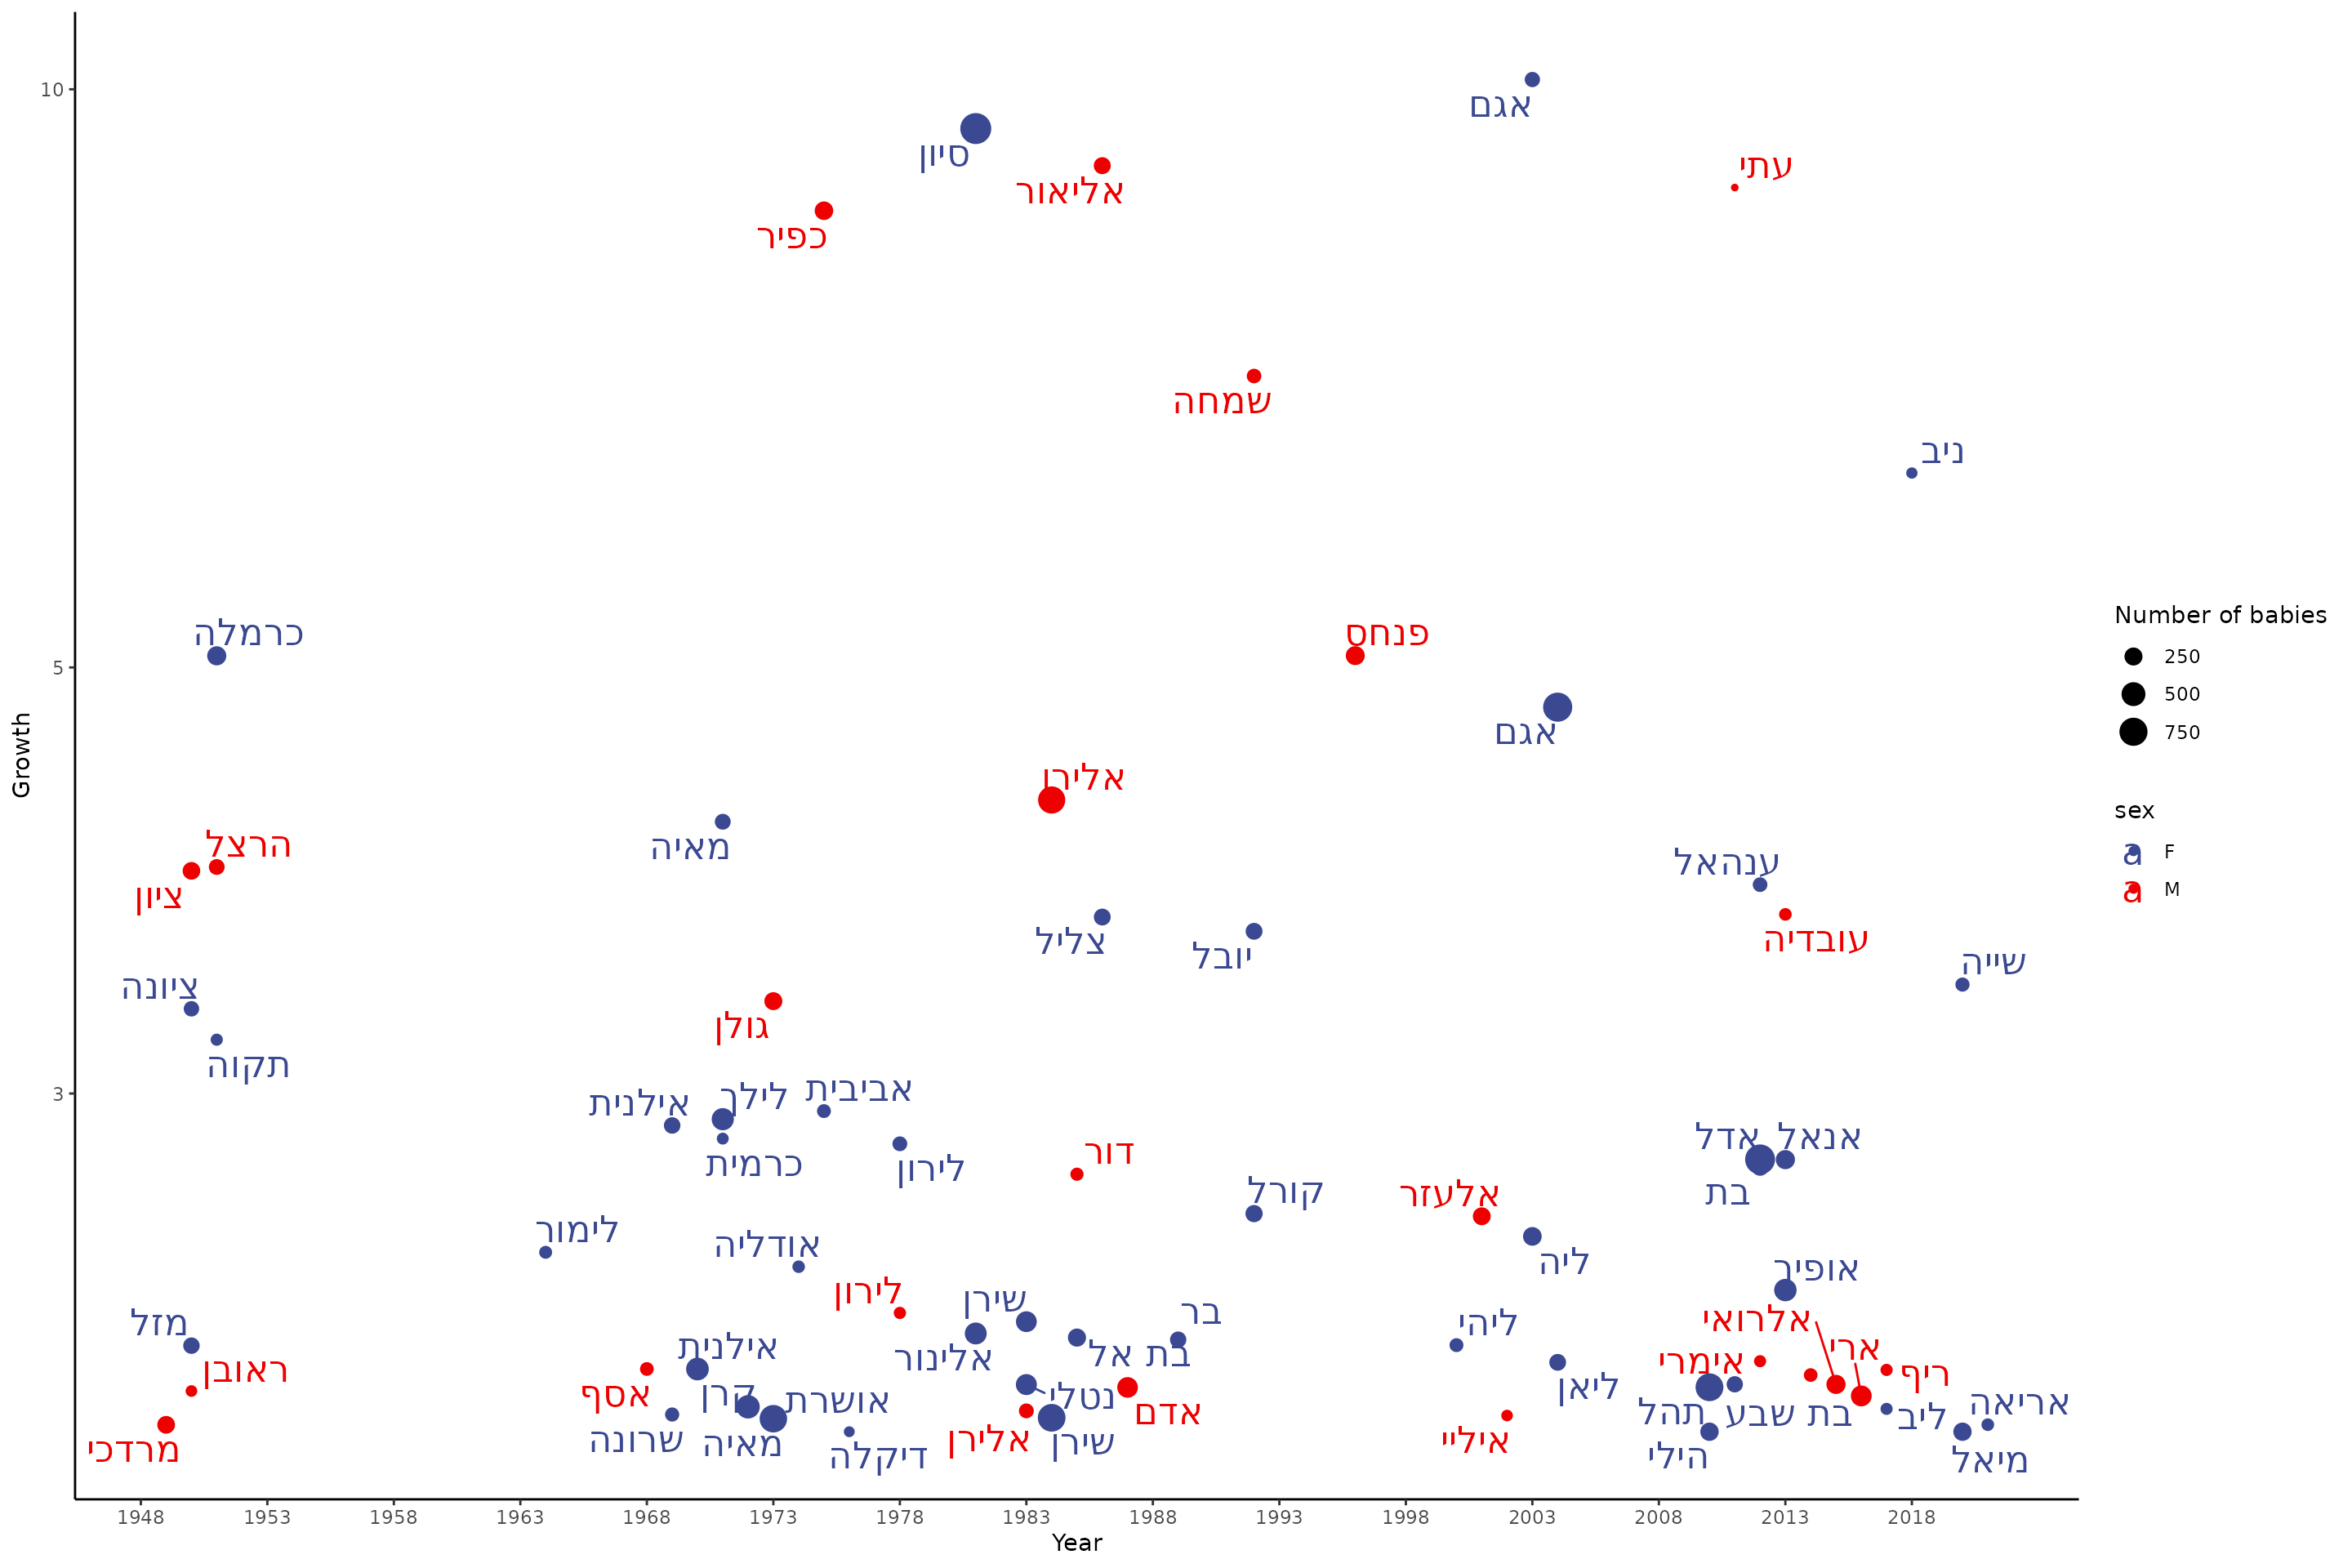 10
אגם
סיון
אליאור
עתי
כפיר
שמחה
ניב
כרמלה
פנחס
5
אגם
אלירן
מאיה
הרצל
ציון
ענהאל
צליל
יובל
עובדיה
שייה
ציונה
גולן
תקוה
3
אילנית
לילך
אביבית
כרמית
לירון
דור
אדל
אנאל
בת
קורל
אלעזר
לימור
אודליה
ליה
אופיר
לירון
שירן
בר
מזל
ליהי
אלרואי
ארי
אילנית
אלינור
בת אל
אימרי
ראובן
ריף
אסף
קרן
אושרת
נטלי
אדם
ליאן
תהל
בת שבע
ליב
אריאה
מרדכי
שרונה
מאיה
דיקלה
אלירן
שירן
איליי
הילי
מיאל
Growth
1948 1953 1958 1963 1968 1973 1978 1983 1988 1993 1998 2003 2008 2013 2018
Year
Number of babies
250
500
750
sex
a F
a M